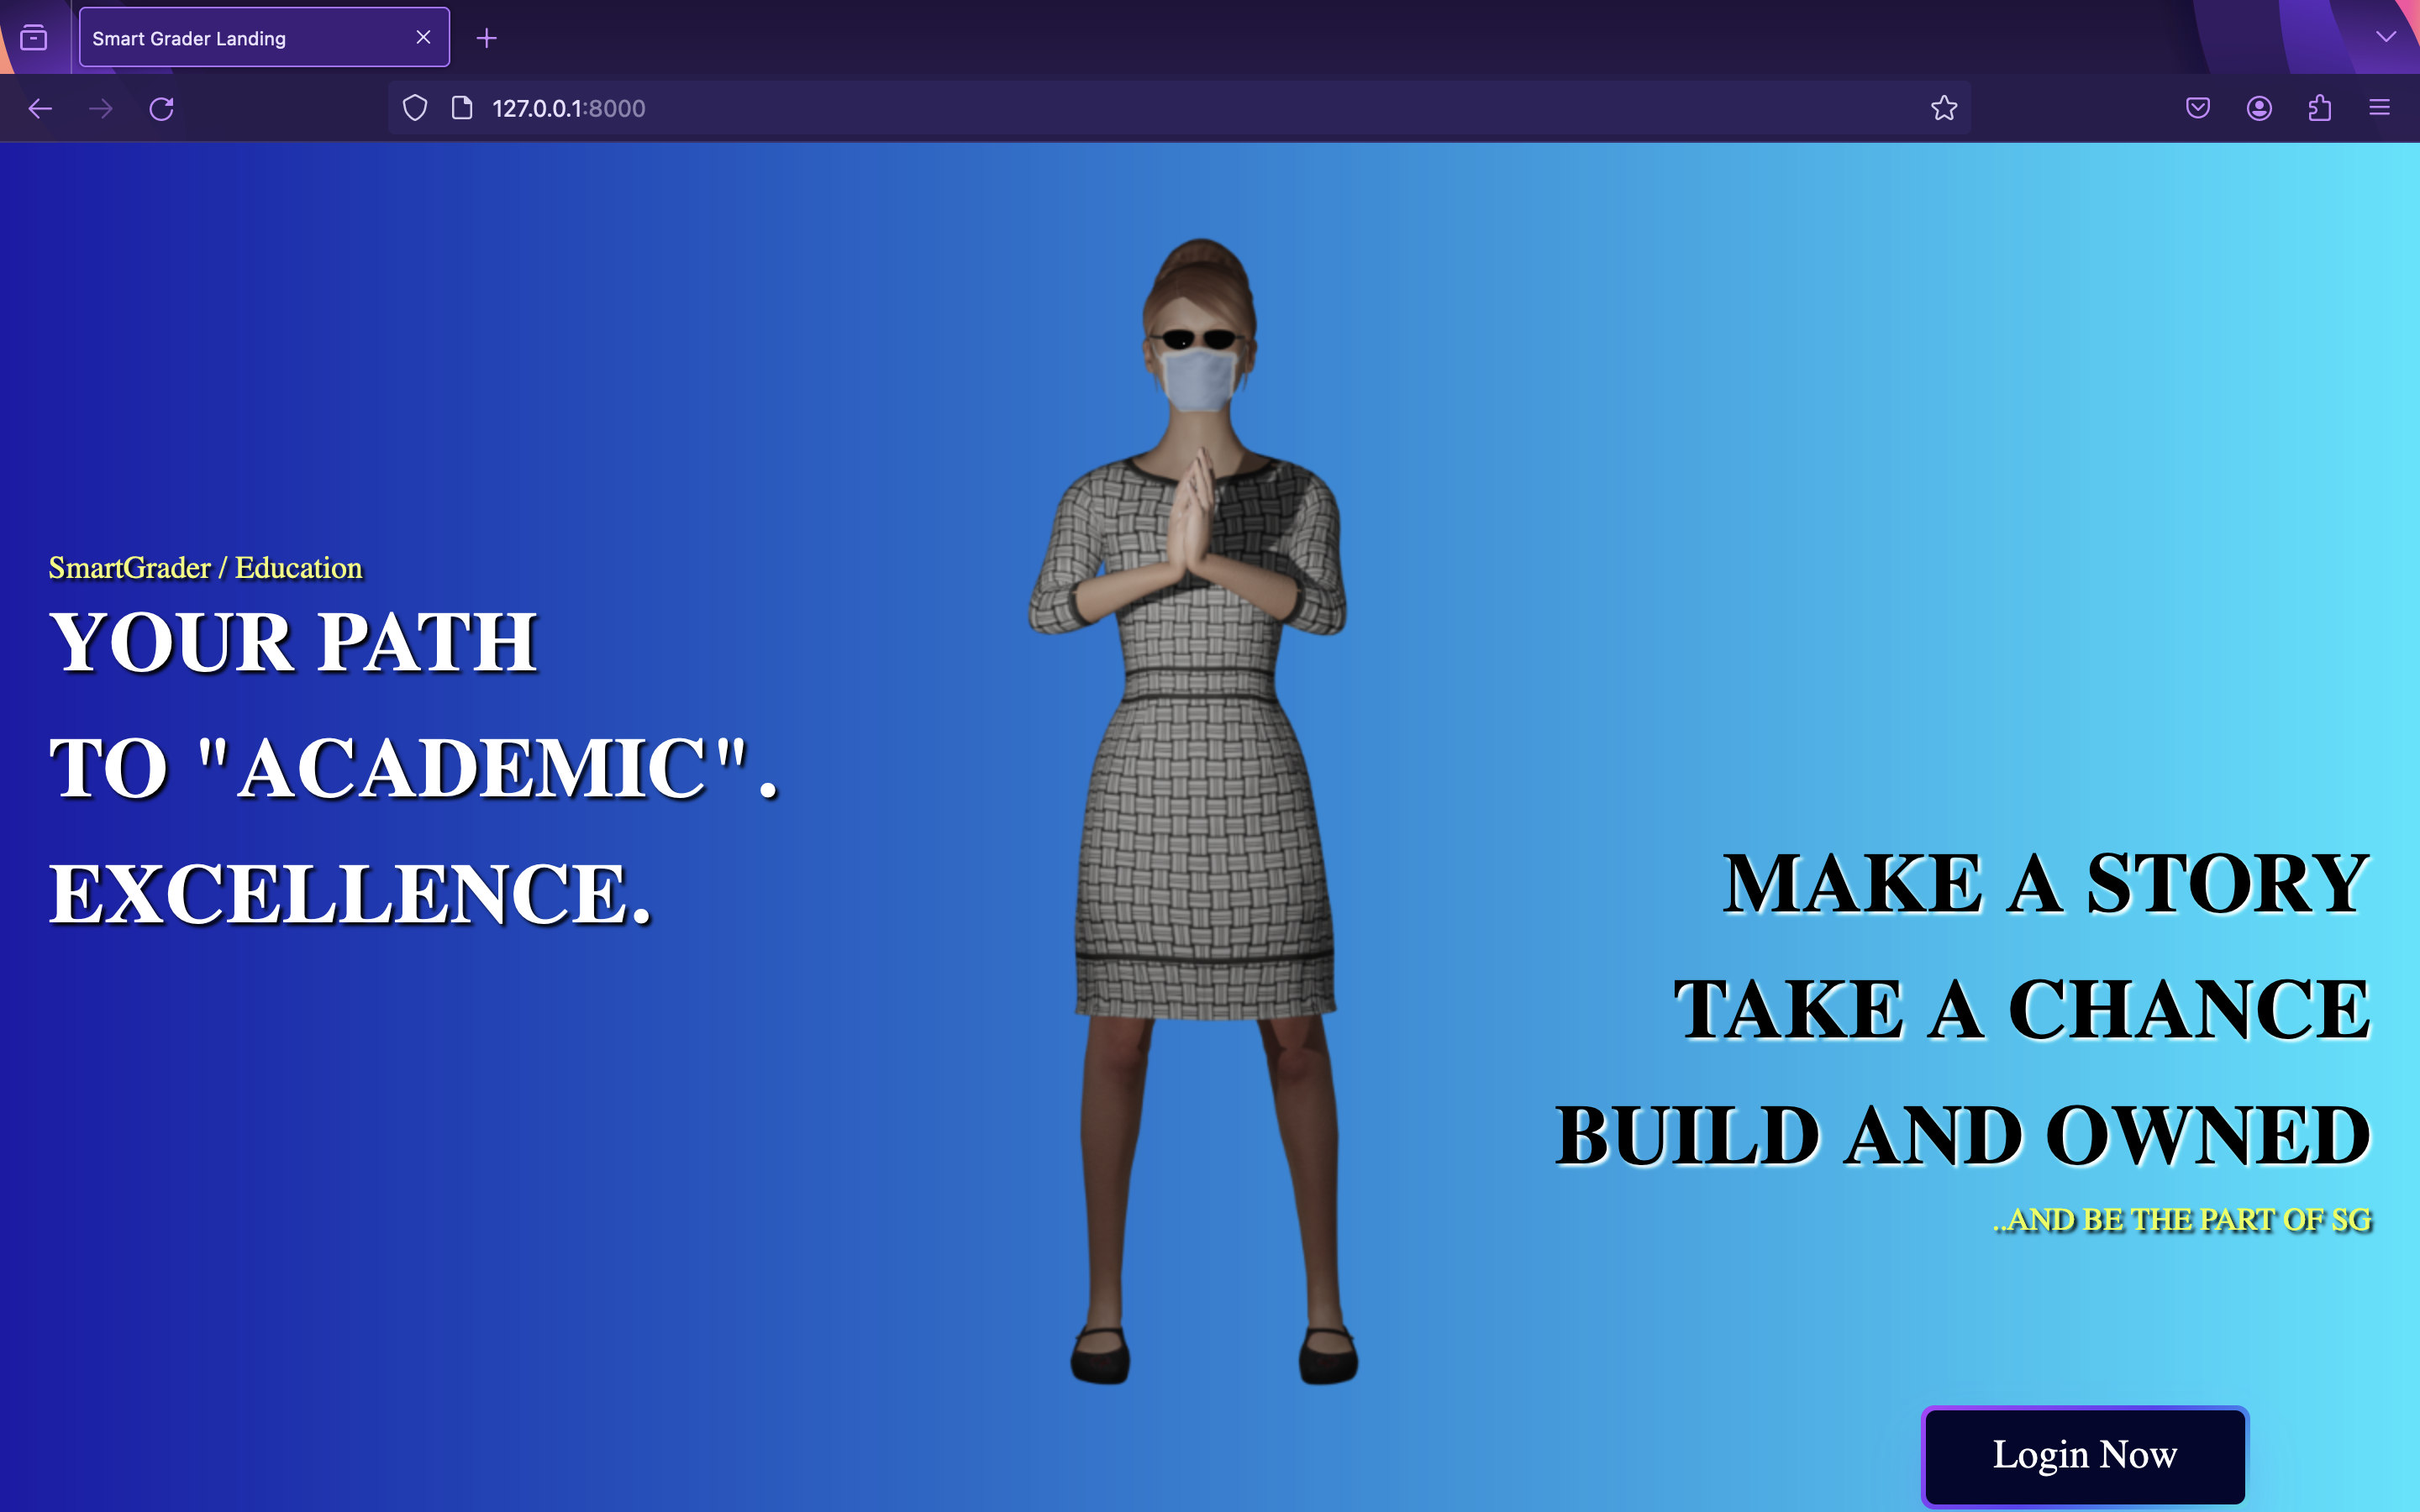 Smart Grader Landing
127.0.0.1:8000
SmartGrader / Education
YOUR PATH
TO "ACADEMIC".
EXCELLENCE.
MAKE A STORY
TAKE A CHANCE
BUILD AND OWNED
..AND BE THE PART OF SG
Login Now